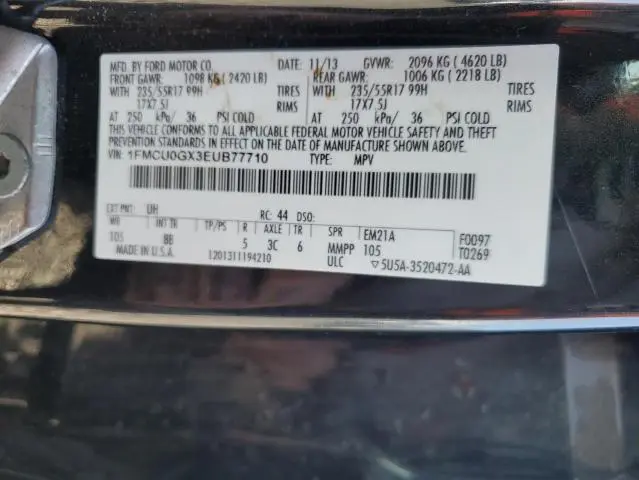 MFD. BY FORD MOTOR CO. DATE: 11/13 GVWR: 2096 KG ( 4620 LB)
FRONT GAWR: 1098 KG ( 2420 LB) REAR GAWR: 1006 KG ( 2218 LB)
WITH 235/55R17 99H TIRES WITH 235/55R17 99H TIRES
17X7.5J RIMS 17X7.5J RIMS
AT 250 kPa/ 36 PSI COLD AT 250 kPa/ 36 PSI COLD
THIS VEHICLE CONFORMS TO ALL APPLICABLE FEDERAL MOTOR VEHICLE SAFETY AND THEFT
PREVENTION STANDARDS IN EFFECT ON THE DATE OF MANUFACTURE SHOWN ABOVE.
VIN: 1FMCU0GX3EUB77710 TYPE: MPV
EXT PNT: UH RC: 44 DSO:
WB INT TR TP/PS R AXLE TR SPR EM21A F0097
105 8B 5 3C 6 MMPP 105 T0269
MADE IN U.S.A. 1201311194210 ULC 5U5A-3520472-AA